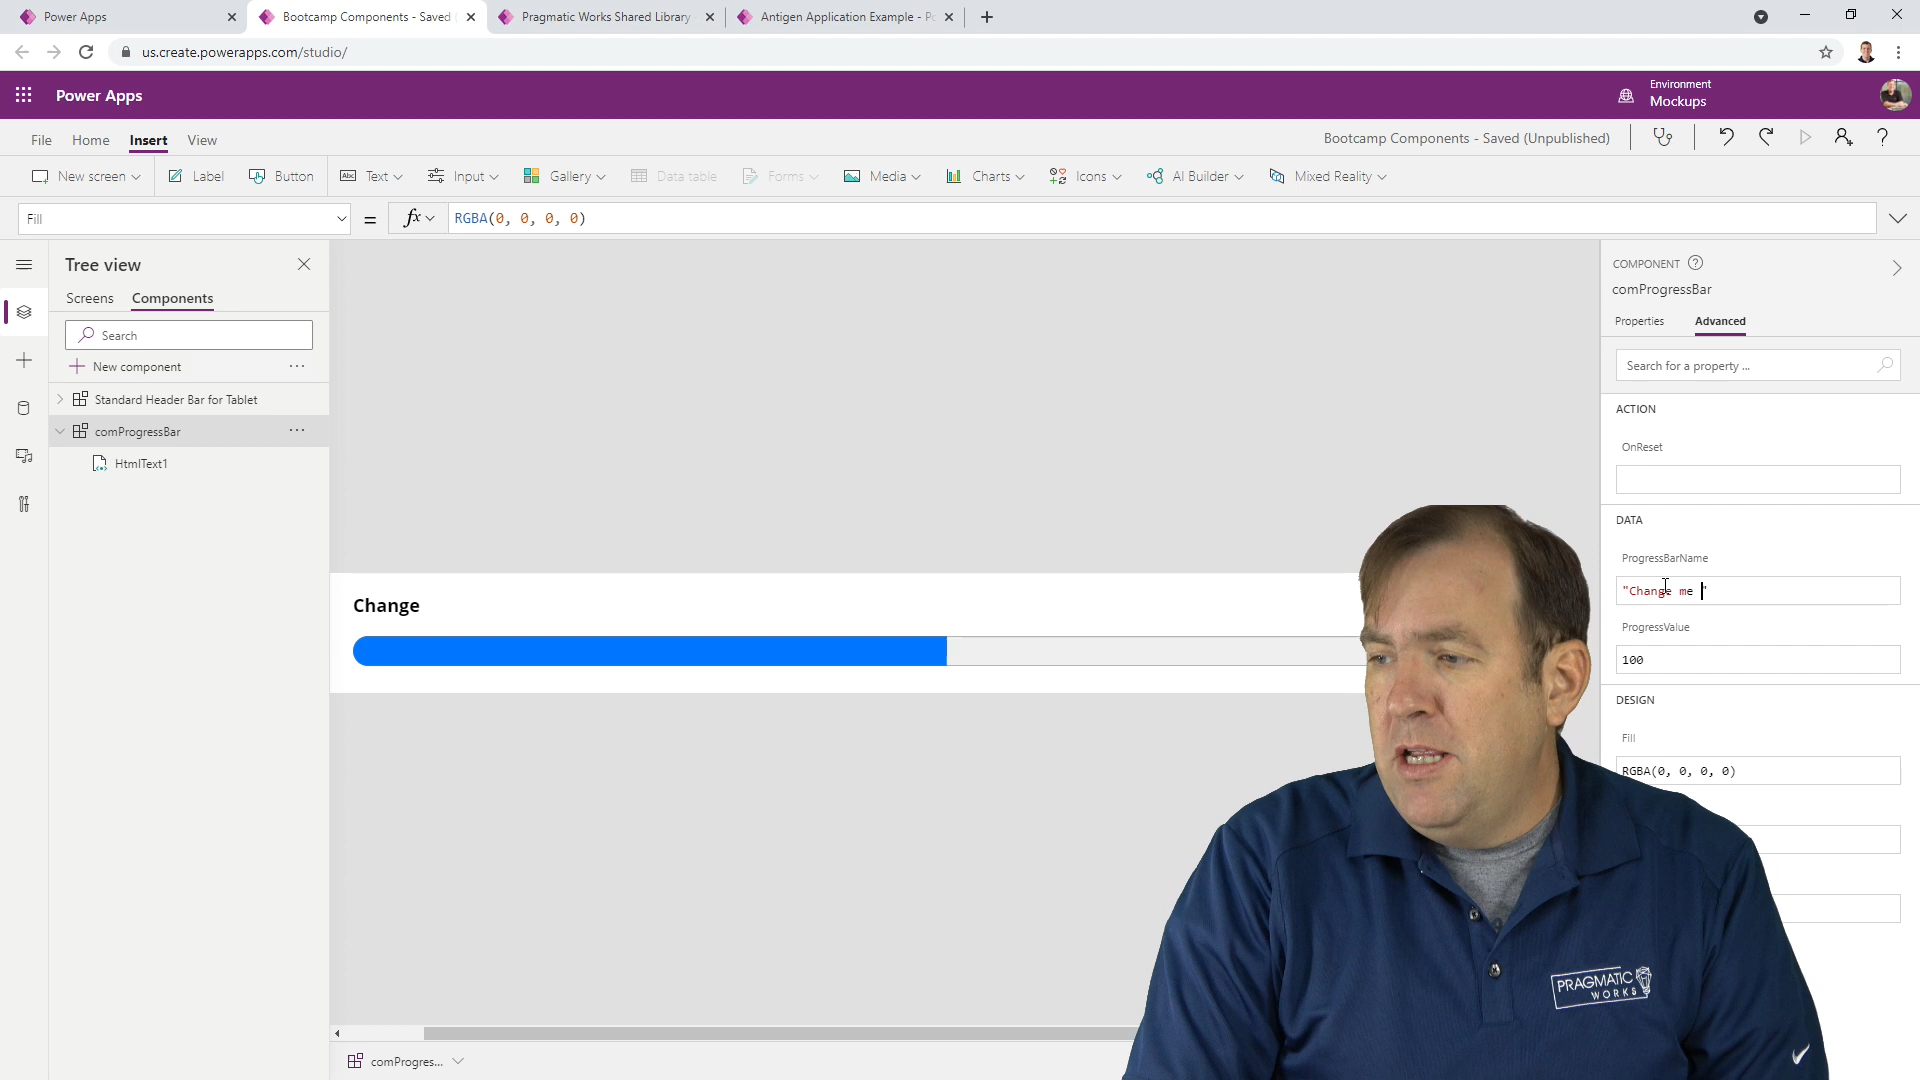 Power Apps
Bootcamp Components - Saved
Pragmatic Works Shared Library
Antigen Application Example - Po
us.create.powerapps.com/studio/
Power Apps
Environment
Mockups
File
Home
Insert
View
Bootcamp Components - Saved (Unpublished)
New screen
Label
Button
Abc
Text
Input
Gallery
Data table
Forms
Media
Charts
Icons
AI Builder
Mixed Reality
Fill
=
fx
RGBA(0, 0, 0, 0)
Tree view
Screens
Components
Search
New component
Standard Header Bar for Tablet
comProgressBar
HtmlText1
Change
comProgres...
COMPONENT
comProgressBar
Properties
Advanced
Search for a property ...
ACTION
OnReset
DATA
ProgressBarName
"Change me "
ProgressValue
100
DESIGN
Fill
RGBA(0, 0, 0, 0)
PRAGMATIC
WORKS